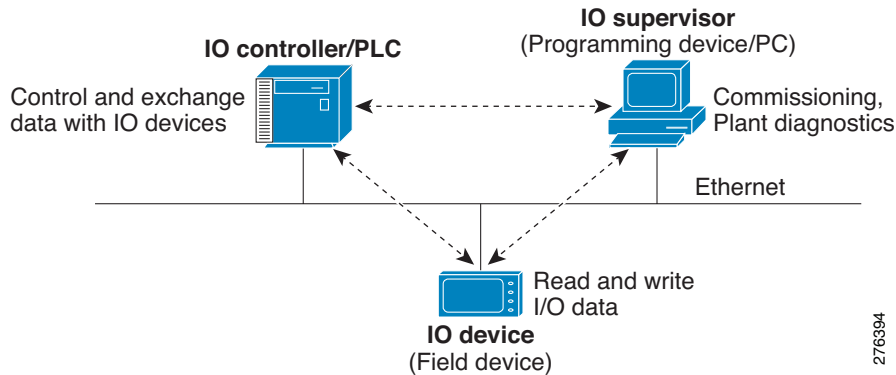 IO supervisor
(Programming device/PC)
IO controller/PLC
Control and exchange
data with IO devices
Commissioning,
Plant diagnostics
Ethernet
Read and write
I/O data
IO device
(Field device)
276394